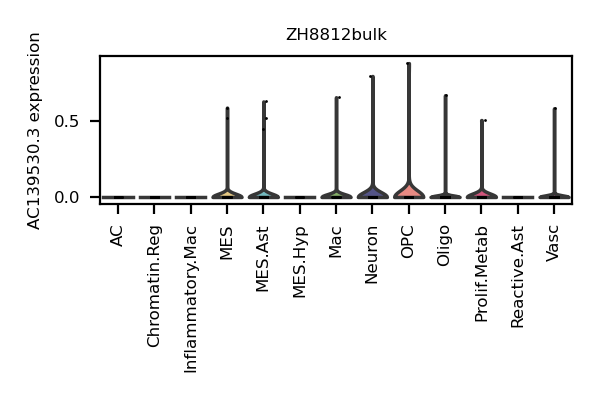 ZH8812bulk
AC139530.3 expression
0.5
0.0
AC
Chromatin.Reg
Inflammatory.Mac
MES
MES.Ast
MES.Hyp
Mac
Neuron
OPC
Oligo
Prolif.Metab
Reactive.Ast
Vasc